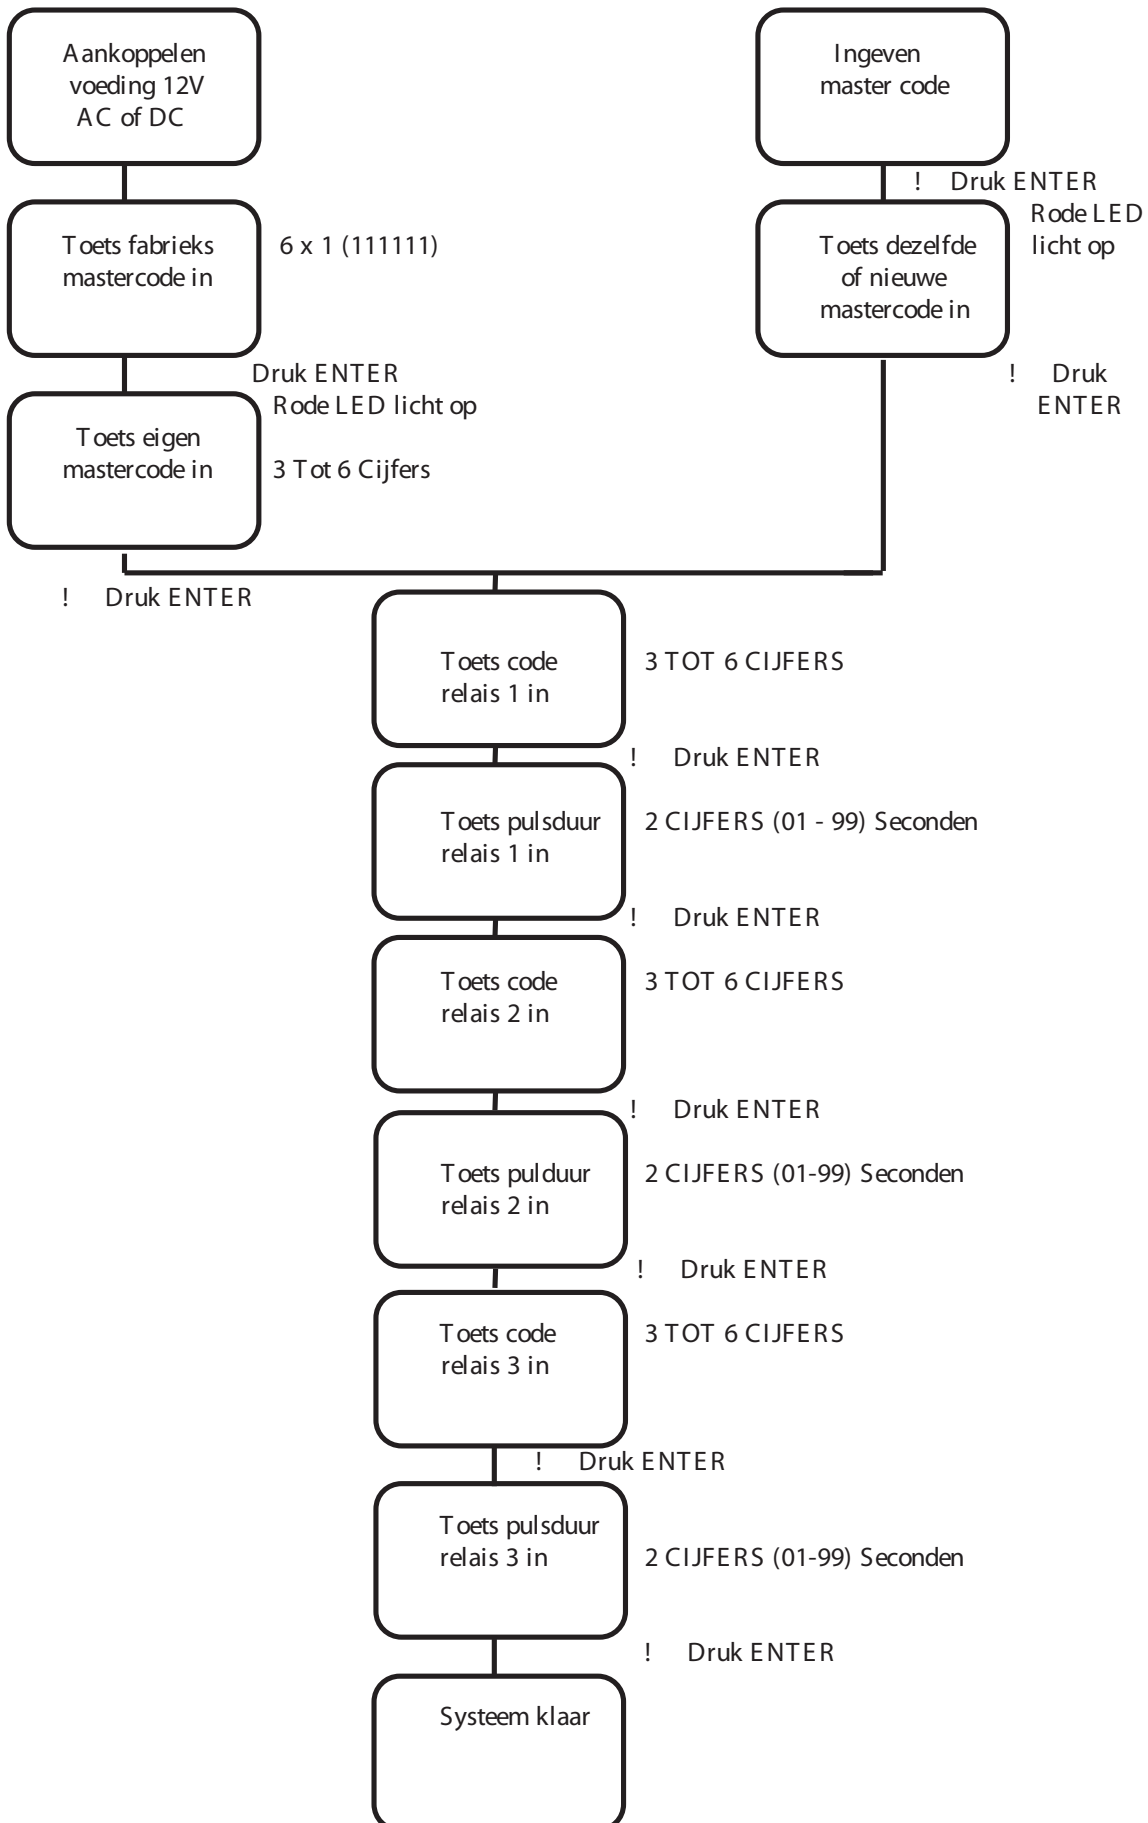 Aankoppelen
voeding 12V
AC of DC
Toets fabrieks
mastercode in
6 x 1 (111111)
Druk ENTER
Rode LED licht op
Toets eigen
mastercode in
3 Tot 6 Cijfers
! Druk ENTER
Ingeven
master code
! Druk ENTER
Rode LED
licht op
Toets dezelfde
of nieuwe
mastercode in
! Druk
ENTER
Toets code
relais 1 in
3 TOT 6 CIJFERS
! Druk ENTER
Toets pulsduur
relais 1 in
2 CIJFERS (01 - 99) Seconden
! Druk ENTER
Toets code
relais 2 in
3 TOT 6 CIJFERS
! Druk ENTER
Toets pulduur
relais 2 in
2 CIJFERS (01-99) Seconden
! Druk ENTER
Toets code
relais 3 in
3 TOT 6 CIJFERS
! Druk ENTER
Toets pulsduur
relais 3 in
2 CIJFERS (01-99) Seconden
! Druk ENTER
Systeem klaar